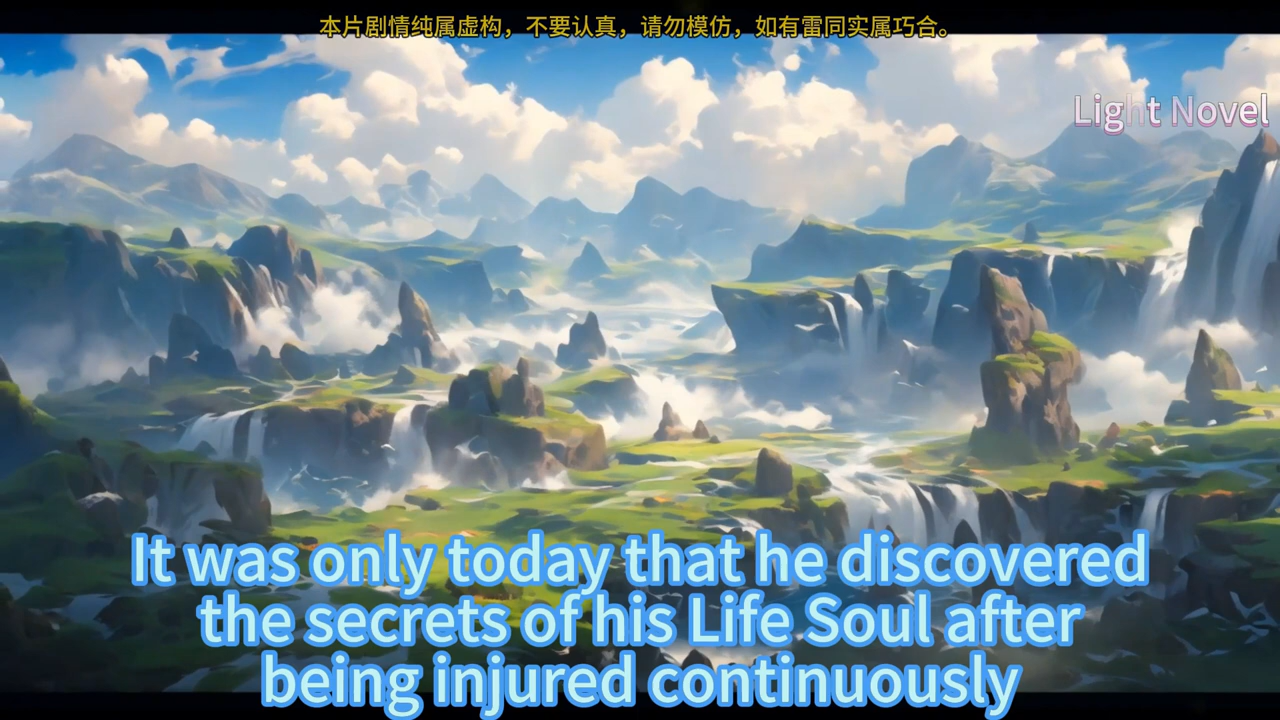 本片剧情纯属虚构，不要认真，请勿模仿，如有雷同实属巧合。
Light Novel
It was only today that he discovered
the secrets of his Life Soul after
being injured continuously